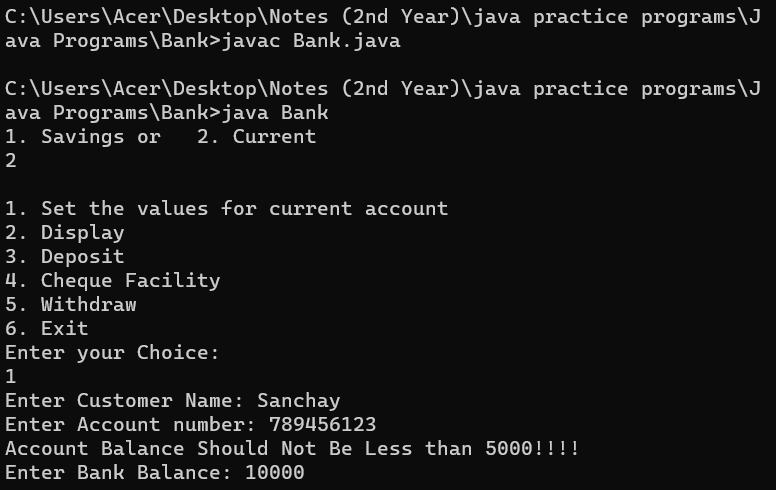 C:\Users\Acer\Desktop\Notes (2nd Year)\java practice programs\J
ava Programs\Bank>javac Bank.java
C:\Users\Acer\Desktop\Notes (2nd Year)\java practice programs\J
ava Programs\Bank>java Bank
1. Savings or   2. Current
2
1. Set the values for current account
2. Display
3. Deposit
4. Cheque Facility
5. Withdraw
6. Exit
Enter your Choice:
1
Enter Customer Name: Sanchay
Enter Account number: 789456123
Account Balance Should Not Be Less than 5000!!!!
Enter Bank Balance: 10000